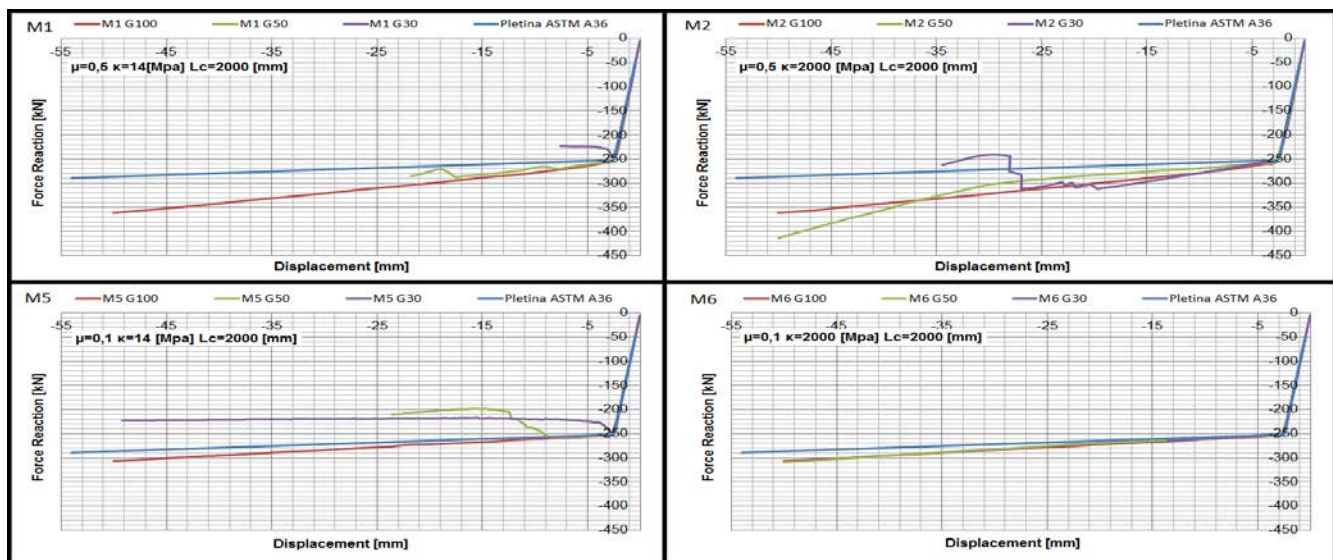 M1 M1 G100 M1 G50 M1 G30 Pletina ASTM A36
-55 -45 -35 -25 -15 -5
μ=0,5 κ=14[Mpa] Lc=2000 [mm]
Force Reaction [kN]
0
-50
-100
-150
-200
-250
-300
-350
-400
-450
Displacement [mm]
M2 M2 G100 M2 G50 M2 G30 Pletina ASTM A36
-55 -45 -35 -25 -15 -5
μ=0,5 κ=2000 [Mpa] Lc=2000 [mm]
Force Reaction [kN]
0
-50
-100
-150
-200
-250
-300
-350
-400
-450
Displacement [mm]
M5 M5 G100 M5 G50 M5 G30 Pletina ASTM A36
-55 -45 -35 -25 -15 -5
μ=0,1 κ=14 [Mpa] Lc=2000 [mm]
Force Reaction [kN]
0
-50
-100
-150
-200
-250
-300
-350
-400
-450
Displacement [mm]
M6 M6 G100 M6 G50 M6 G30 Pletina ASTM A36
-55 -45 -35 -25 -15 -5
μ=0,1 κ=2000 [Mpa] Lc=2000 [mm]
Force Reaction [kN]
0
-50
-100
-150
-200
-250
-300
-350
-400
-450
Displacement [mm]